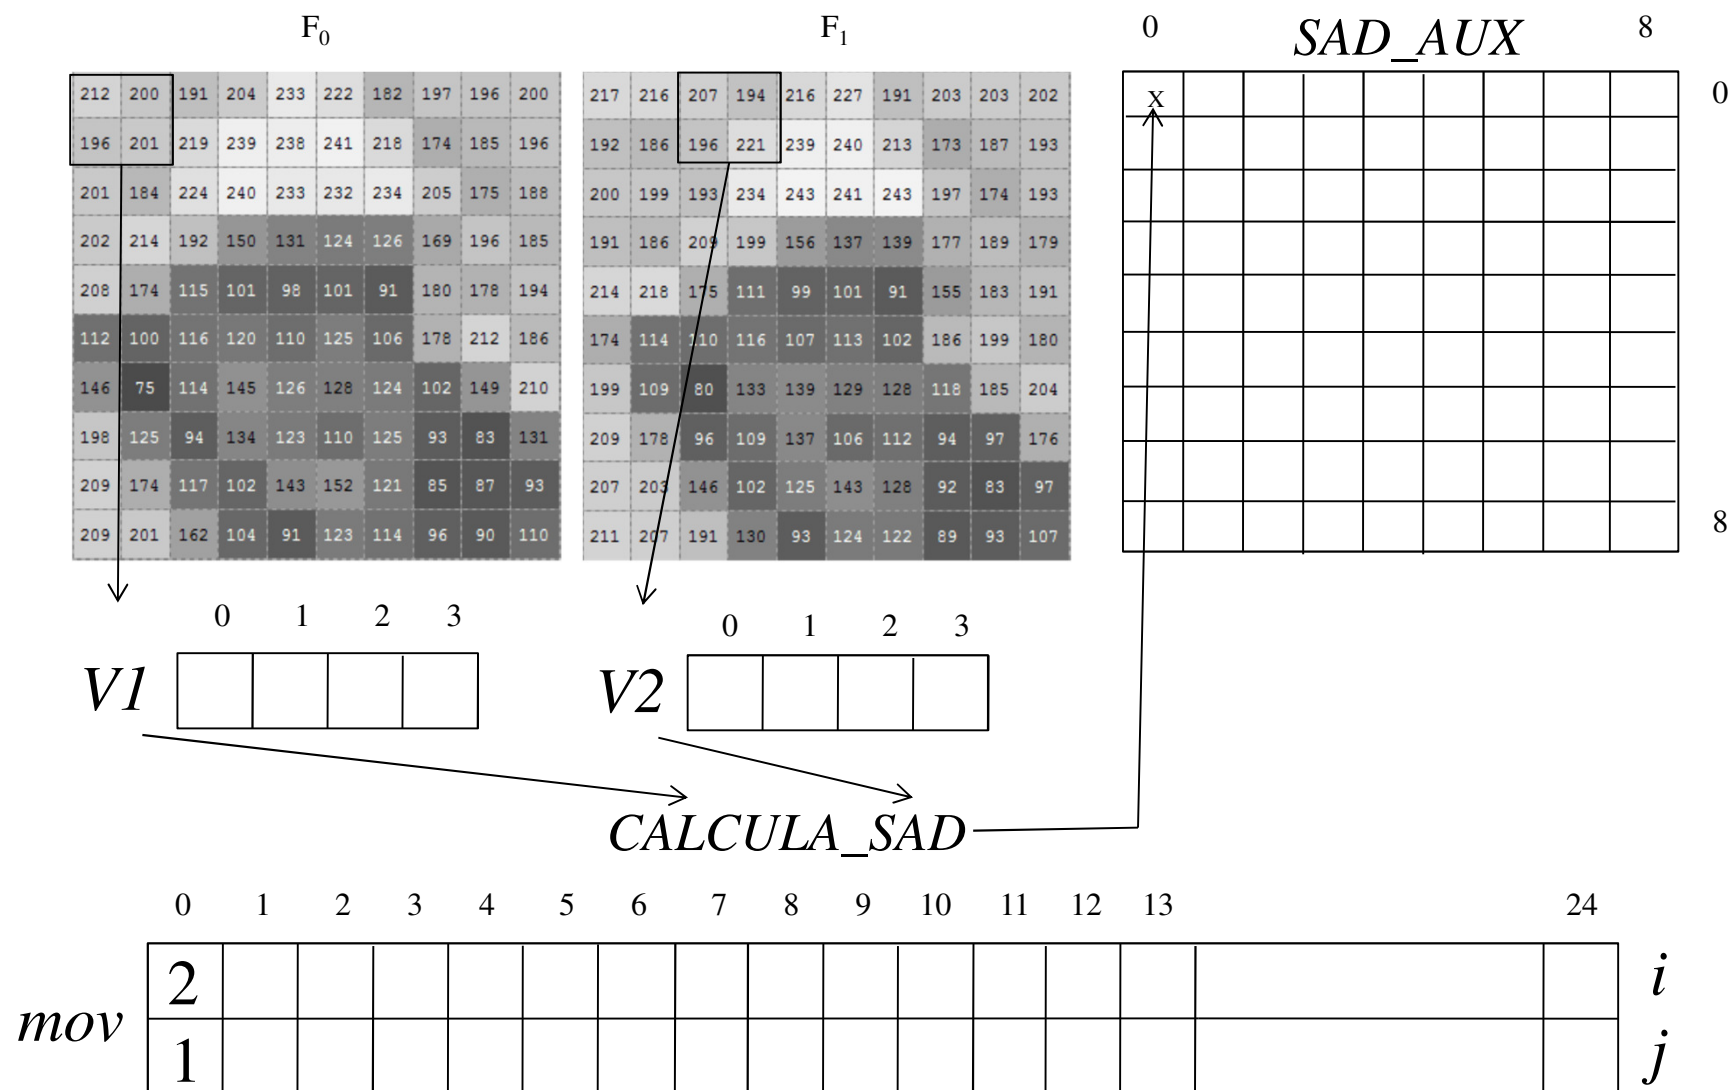 F0 F1 0 SAD_AUX 8
212 200 191 204 233 222 182 197 196 200
196 201 219 239 238 241 218 174 185 196
201 184 224 240 233 232 234 205 175 188
202 214 192 150 131 124 126 169 196 185
208 174 115 101 98 101 91 180 178 194
112 100 116 120 110 125 106 178 212 186
146 75 114 145 126 128 124 102 149 210
198 125 94 134 123 110 125 93 83 131
209 174 117 102 143 152 121 85 87 93
209 201 162 104 91 123 114 96 90 110
217 216 207 194 216 227 191 203 203 202
192 186 196 221 239 240 213 173 187 193
200 199 193 234 243 241 243 197 174 193
191 186 209 199 156 137 139 177 189 179
214 218 175 111 99 101 91 155 183 191
174 114 110 116 107 113 102 186 199 180
199 109 80 133 139 129 128 118 185 204
209 178 96 109 137 106 112 94 97 176
207 203 146 102 125 143 128 92 83 97
211 207 191 130 93 124 122 89 93 107
x 0
8
0 1 2 3
V1
0 1 2 3
V2
CALCULA_SAD
0 1 2 3 4 5 6 7 8 9 10 11 12 13 24
2 i
mov
1 j